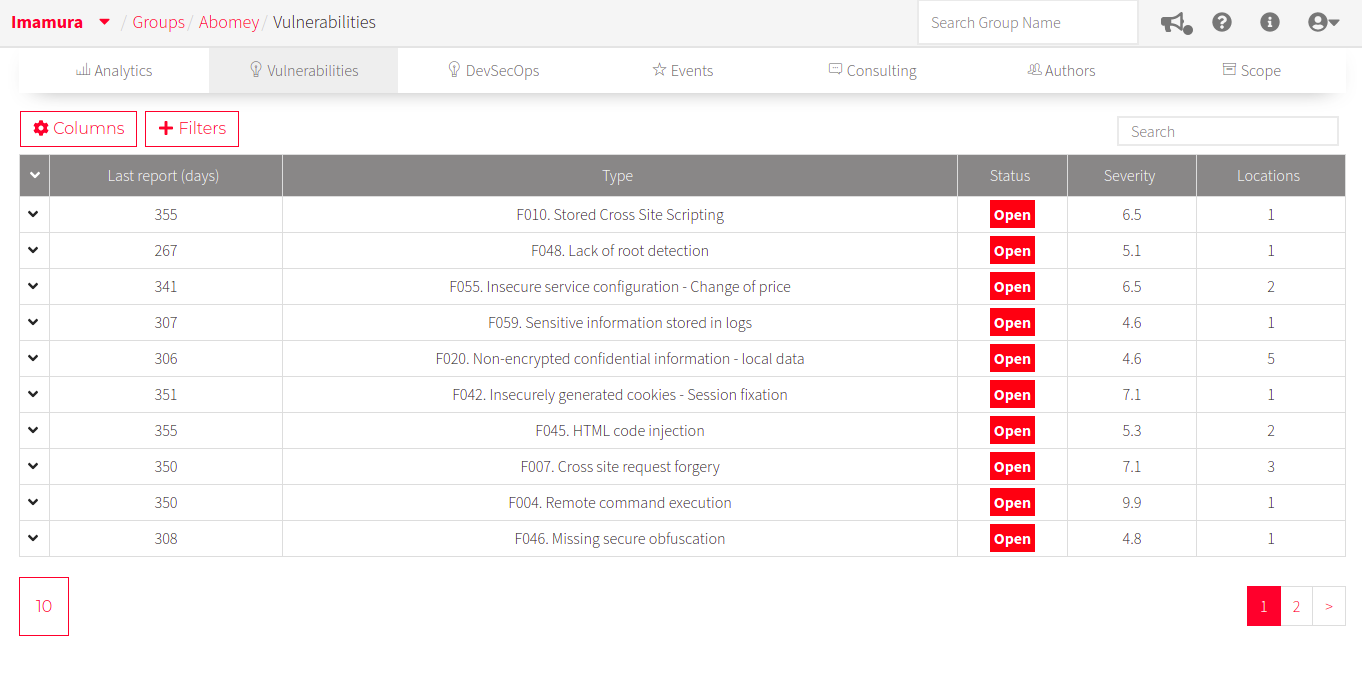 Imamura / Groups / Abomey / Vulnerabilities Search Group Name
Analytics Vulnerabilities DevSecOps Events Consulting Authors Scope
Columns Filters Search
Last report (days) Type Status Severity Locations
355 F010. Stored Cross Site Scripting Open 6.5 1
267 F048. Lack of root detection Open 5.1 1
341 F055. Insecure service configuration - Change of price Open 6.5 2
307 F059. Sensitive information stored in logs Open 4.6 1
306 F020. Non-encrypted confidential information - local data Open 4.6 5
351 F042. Insecurely generated cookies - Session fixation Open 7.1 1
355 F045. HTML code injection Open 5.3 2
350 F007. Cross site request forgery Open 7.1 3
350 F004. Remote command execution Open 9.9 1
308 F046. Missing secure obfuscation Open 4.8 1
10 1 2 >